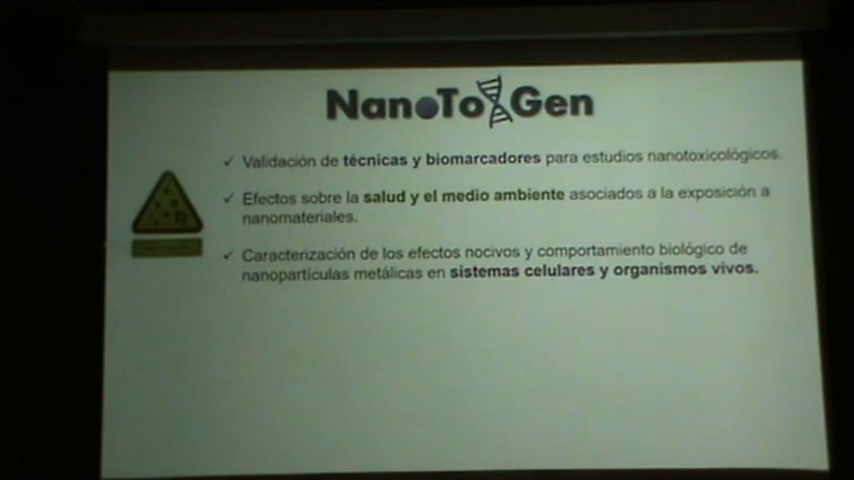 NanoToxGen
✓ Validación de técnicas y biomarcadores para estudios nanotoxicológicos.
✓ Efectos sobre la salud y el medio ambiente asociados a la exposición a
nanomateriales.
✓ Caracterización de los efectos nocivos y comportamiento biológico de
nanopartículas metálicas en sistemas celulares y organismos vivos.